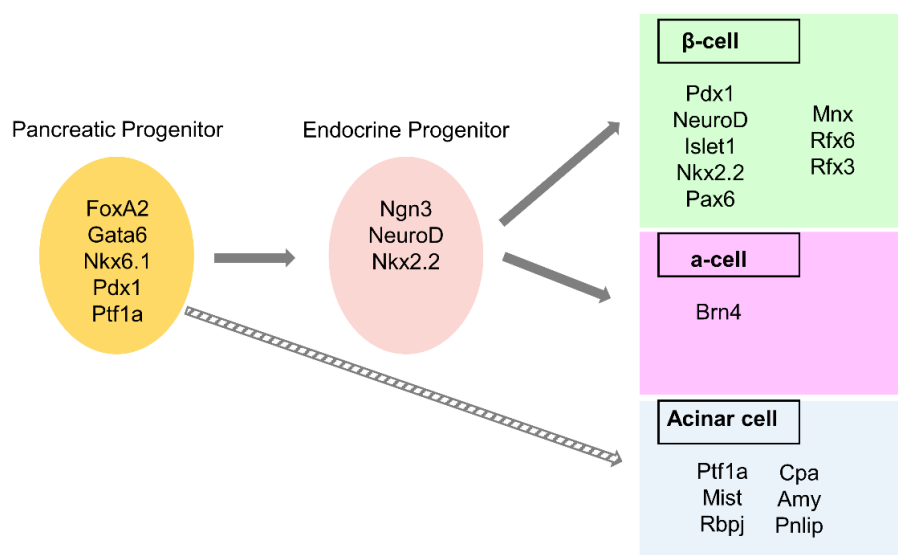 Pancreatic Progenitor
FoxA2
Gata6
Nkx6.1
Pdx1
Ptf1a
Endocrine Progenitor
Ngn3
NeuroD
Nkx2.2
β-cell
Pdx1
NeuroD
Islet1
Nkx2.2
Pax6
Mnx
Rfx6
Rfx3
a-cell
Brn4
Acinar cell
Ptf1a
Mist
Rbpj
Cpa
Amy
Pnlip